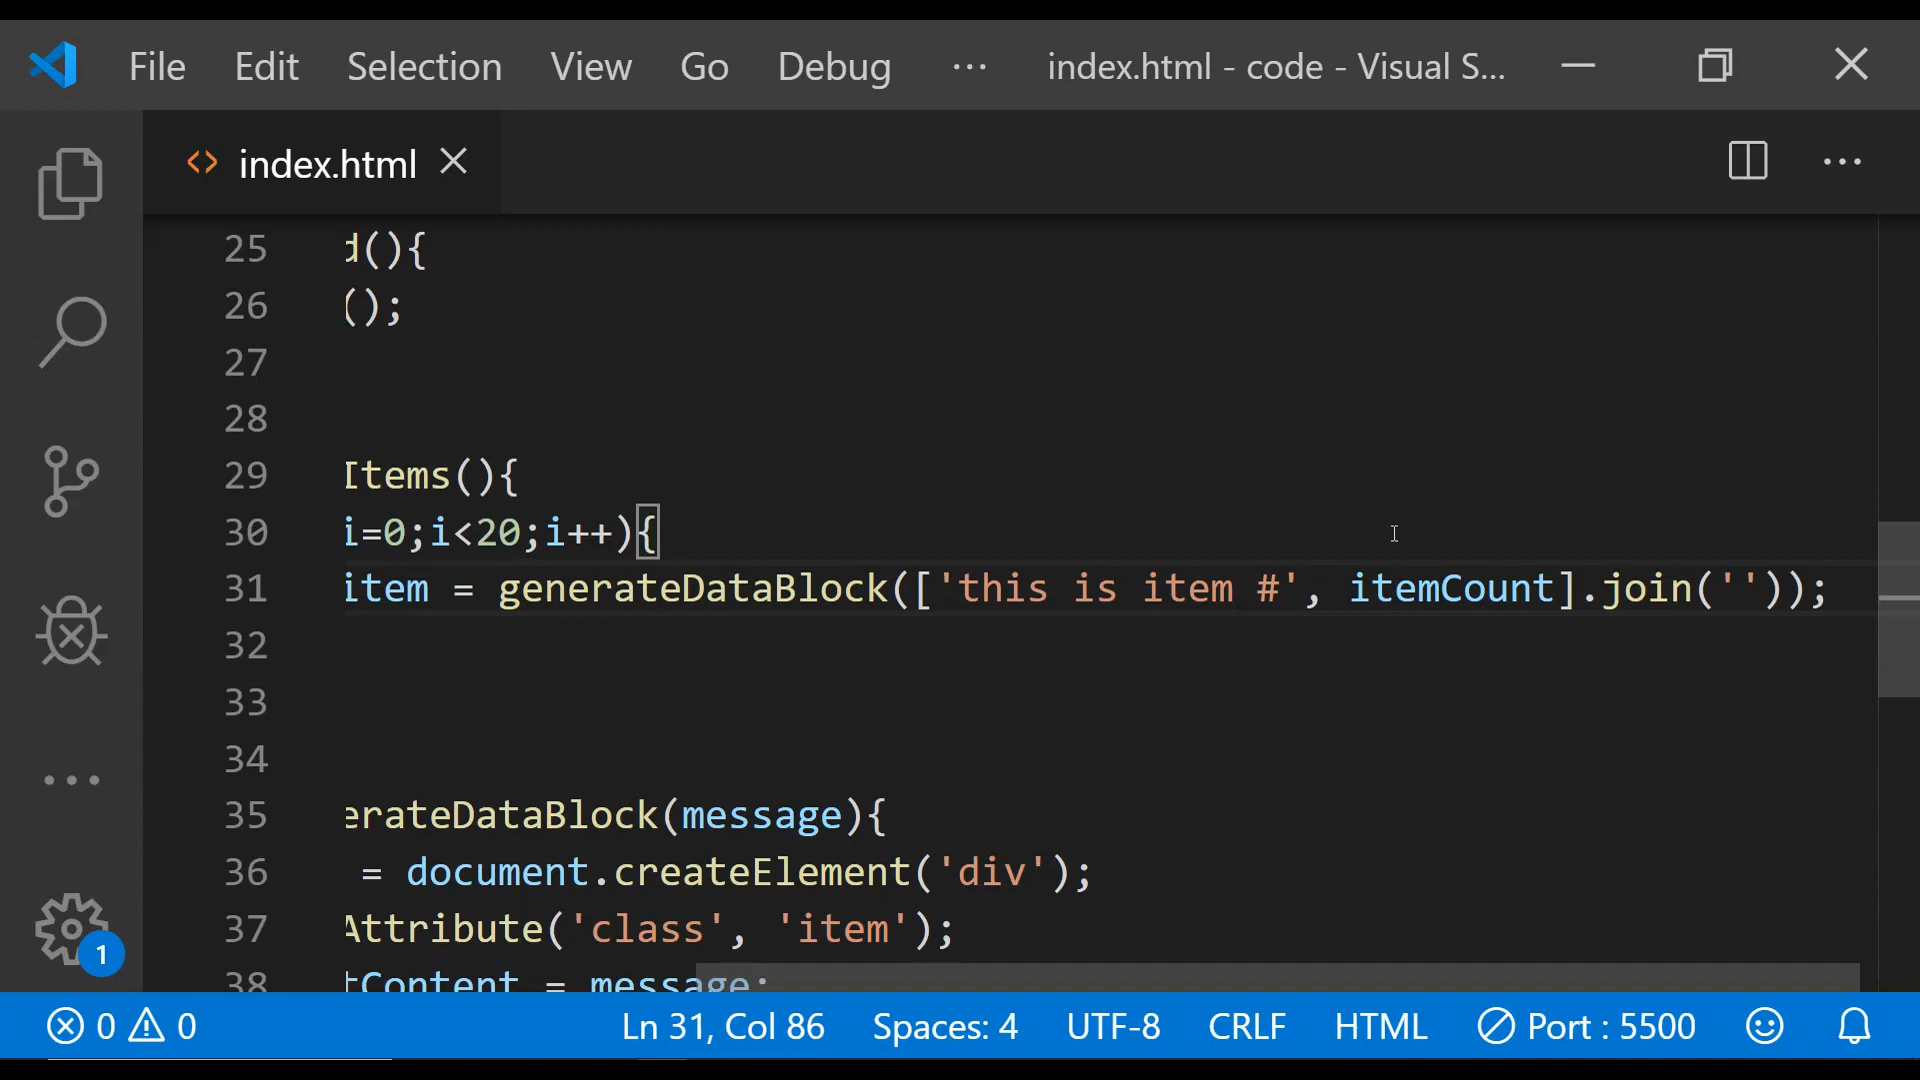 File Edit Selection View Go Debug ··· index.html - code - Visual S...
<> index.html
25 d(){
26 ();
27
28
29 Items(){
30 i=0;i<20;i++){
31 item = generateDataBlock(['this is item #', itemCount].join(''));
32
33
34
35 erateDataBlock(message){
36 = document.createElement('div');
37 Attribute('class', 'item');
38 tContent = message;
1
0 0 Ln 31, Col 86 Spaces: 4 UTF-8 CRLF HTML Port : 5500